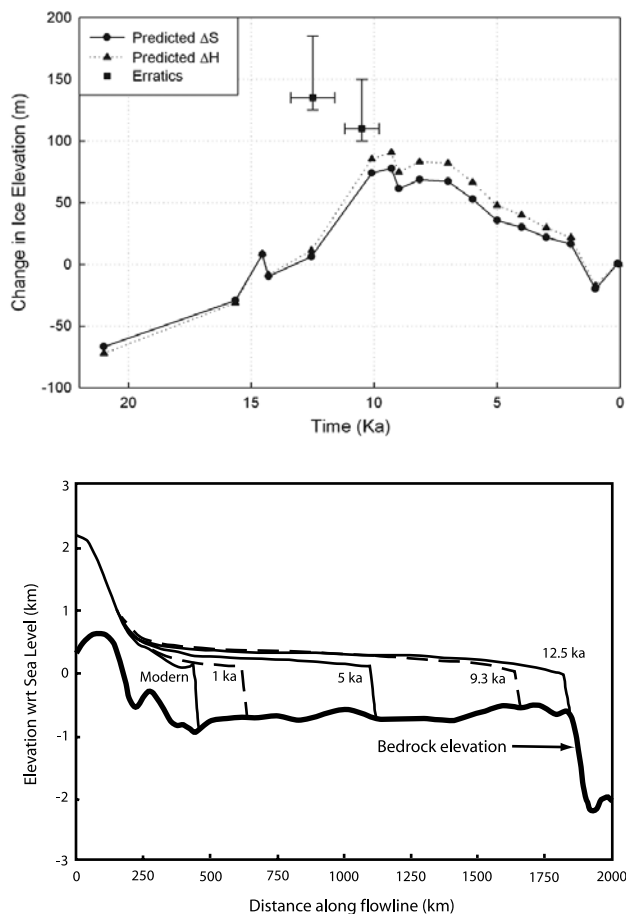 200
150
100
50
0
-50
-100
Change in Ice Elevation (m)
Predicted ΔS
Predicted ΔH
Erratics
20 15 10 5 0
Time (Ka)
3
2
1
0
-1
-2
-3
Elevation wrt Sea Level (km)
Modern 1 ka 5 ka 9.3 ka 12.5 ka
Bedrock elevation
0 250 500 750 1000 1250 1500 1750 2000
Distance along flowline (km)